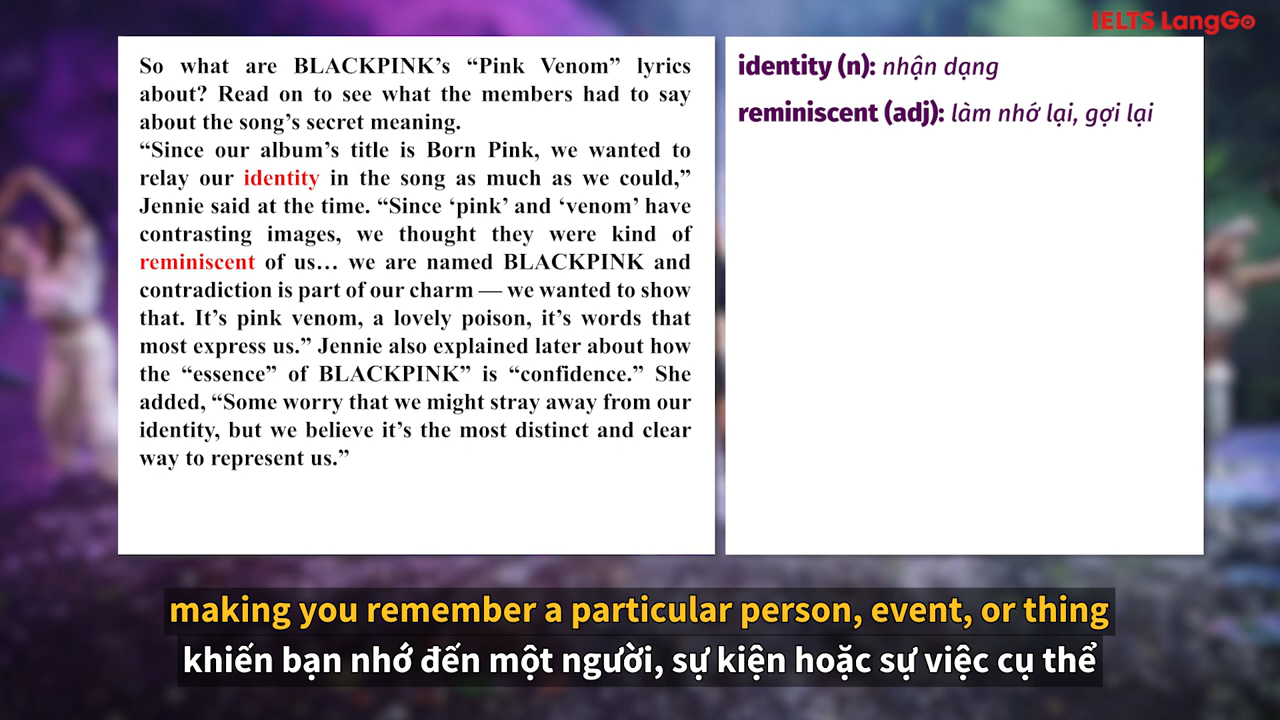 IELTS LangGo
So what are BLACKPINK’s “Pink Venom” lyrics
about? Read on to see what the members had to say
about the song’s secret meaning.
“Since our album’s title is Born Pink, we wanted to
relay our identity in the song as much as we could,”
Jennie said at the time. “Since ‘pink’ and ‘venom’ have
contrasting images, we thought they were kind of
reminiscent of us… we are named BLACKPINK and
contradiction is part of our charm — we wanted to show
that. It’s pink venom, a lovely poison, it’s words that
most express us.” Jennie also explained later about how
the “essence” of BLACKPINK” is “confidence.” She
added, “Some worry that we might stray away from our
identity, but we believe it’s the most distinct and clear
way to represent us.”
identity (n): nhận dạng
reminiscent (adj): làm nhớ lại, gợi lại
making you remember a particular person, event, or thing
khiến bạn nhớ đến một người, sự kiện hoặc sự việc cụ thể